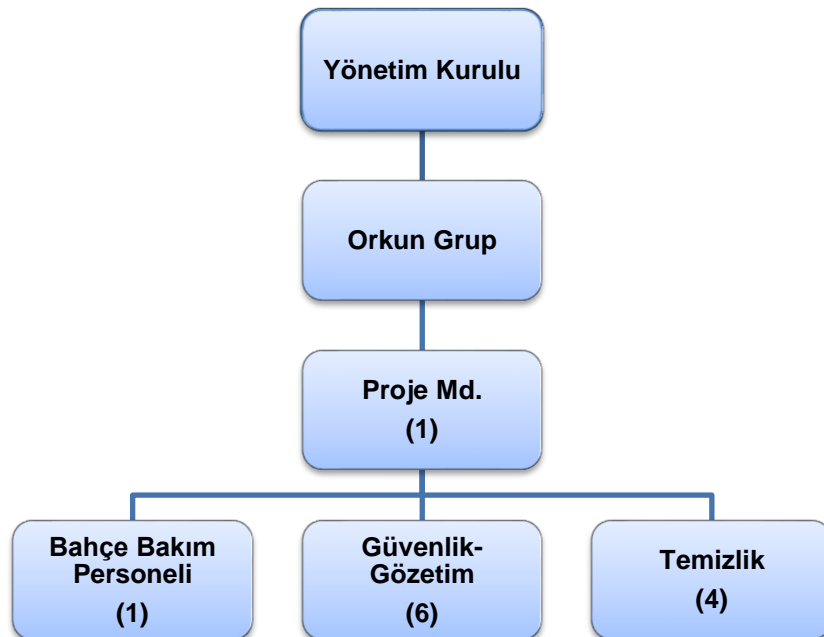 Yönetim Kurulu
Orkun Grup
Proje Md.
(1)
Bahçe Bakım
Personeli
(1)
Güvenlik-
Gözetim
(6)
Temizlik
(4)